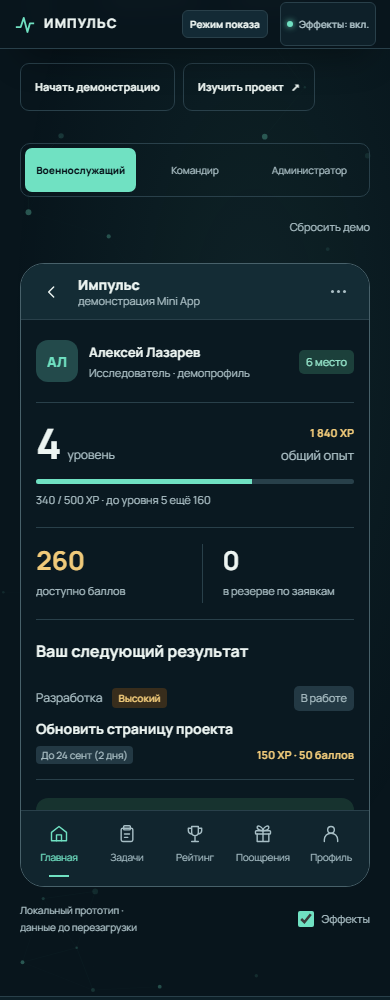 ИМПУЛЬС
Режим показа
Эффекты: вкл.
Начать демонстрацию
Изучить проект ↗
Военнослужащий
Командир
Администратор
Сбросить демо
Импульс
демонстрация Mini App
АЛ
Алексей Лазарев
Исследователь · демопрофиль
6 место
4 уровень
1 840 XP
общий опыт
340 / 500 XP · до уровня 5 ещё 160
260
доступно баллов
0
в резерве по заявкам
Ваш следующий результат
Разработка
Высокий
В работе
Обновить страницу проекта
До 24 сент (2 дня)
150 XP · 50 баллов
Главная
Задачи
Рейтинг
Поощрения
Профиль
Локальный прототип ·
данные до перезагрузки
Эффекты